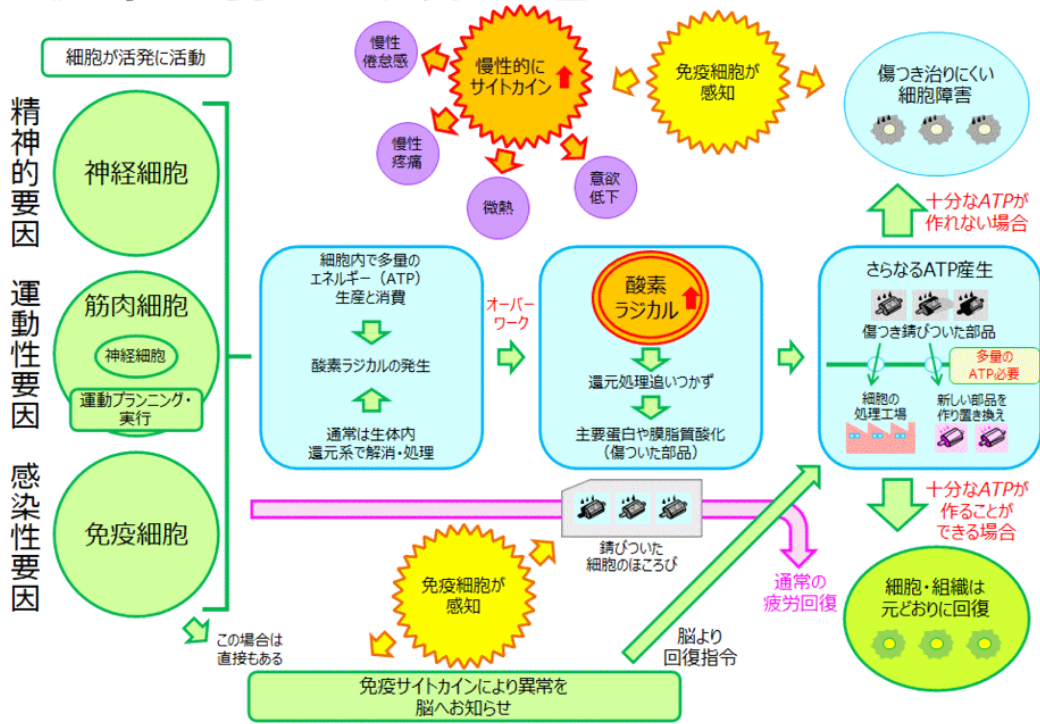 細胞が活発に活動
精神的要因
神経細胞
運動性要因
筋肉細胞
神経細胞
運動プランニング・
実行
感染性要因
免疫細胞
この場合は
直接もある
慢性
倦怠感
慢性的に
サイトカイン
慢性
疼痛
微熱
意欲
低下
免疫細胞が
感知
傷つき治りにくい
細胞障害
十分なATPが
作れない場合
細胞内で多量の
エネルギー（ATP）
生産と消費
酸素ラジカルの発生
通常は生体内
還元系で解消・処理
オーバー
ワーク
酸素
ラジカル
還元処理追いつかず
主要蛋白や膜脂質酸化
（傷ついた部品）
さらなるATP産生
傷つき錆びついた部品
多量の
ATP必要
細胞の
処理工場
新しい部品を
作り置き換え
錆びついた
細胞のほころび
通常の
疲労回復
十分なATPが
作ることが
できる場合
細胞・組織は
元どおりに回復
免疫細胞が
感知
脳より
回復指令
免疫サイトカインにより異常を
脳へお知らせ